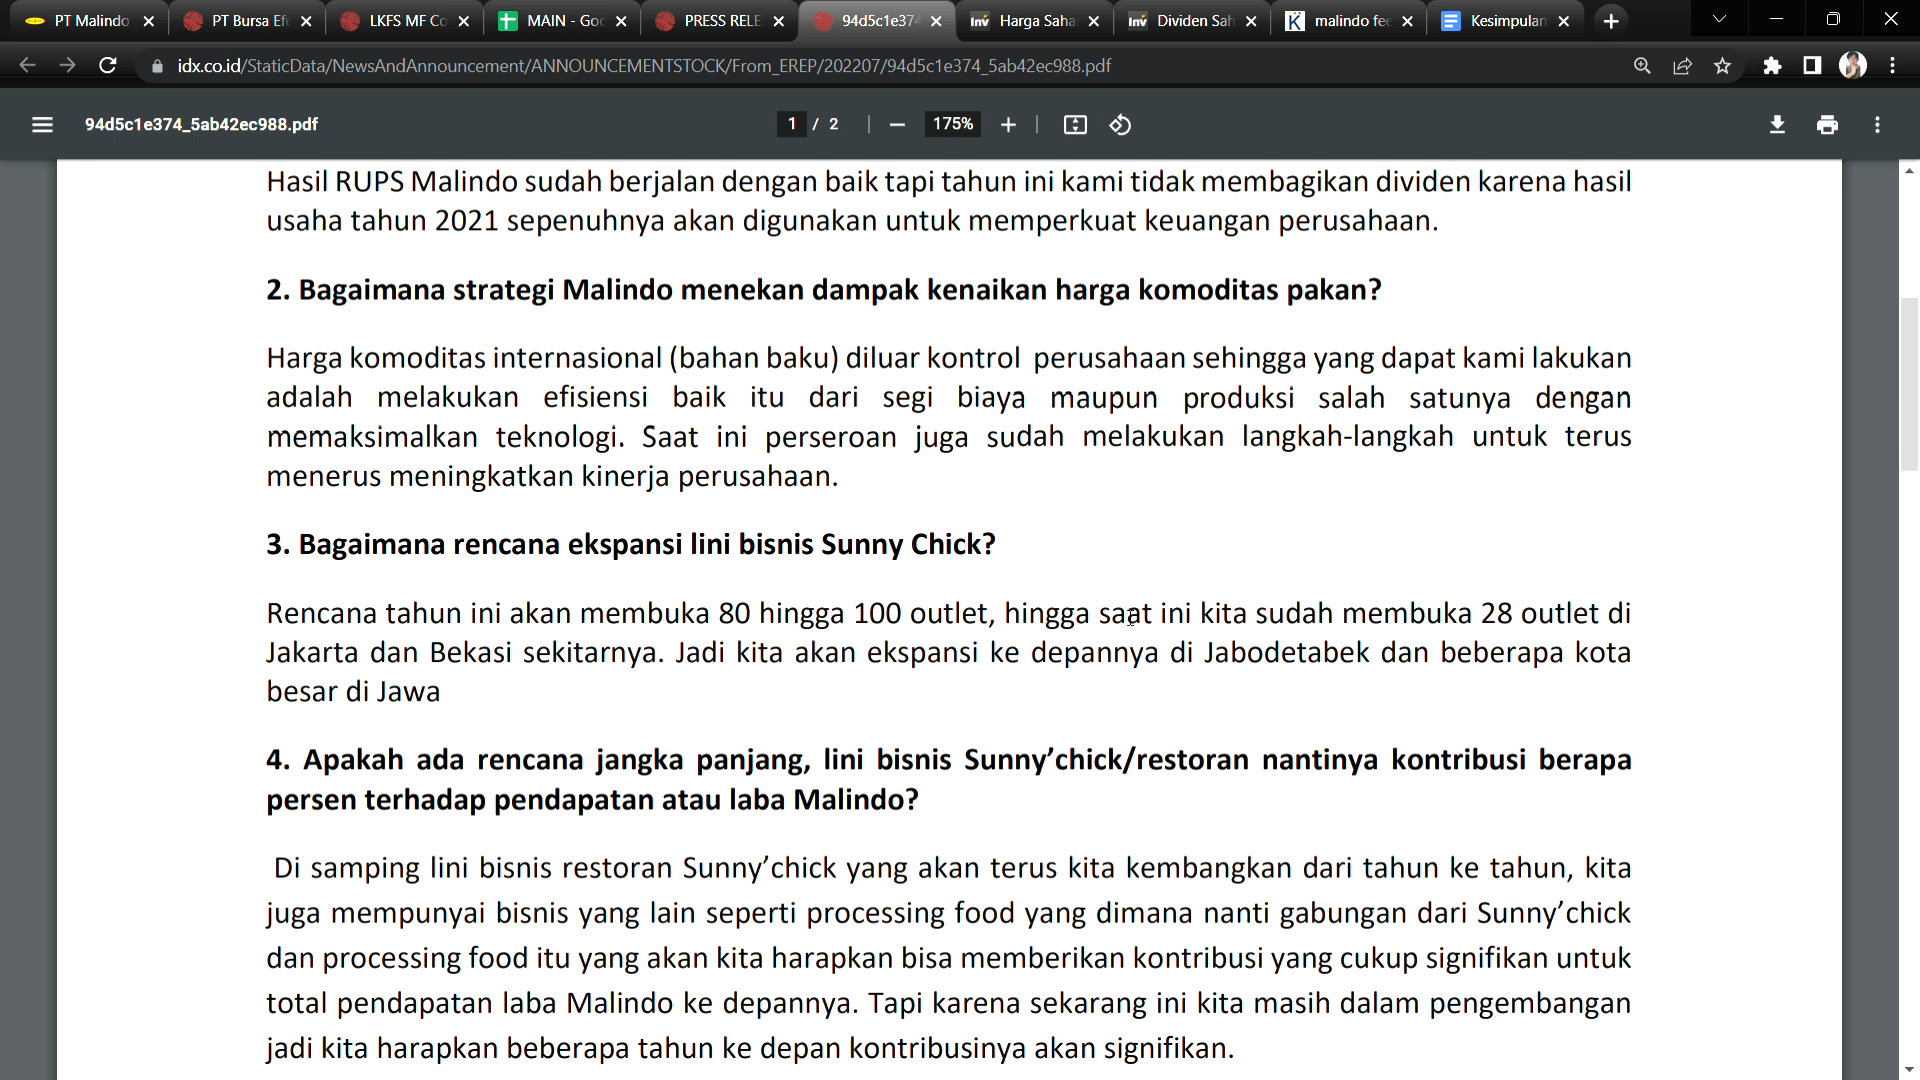 PT Malindo
PT Bursa Efe
LKFS MF Co
MAIN - Goo
PRESS RELE
94d5c1e374
Harga Saha
Dividen Sah
malindo fee
Kesimpulan
idx.co.id/StaticData/NewsAndAnnouncement/ANNOUNCEMENTSTOCK/From_EREP/202207/94d5c1e374_5ab42ec988.pdf
94d5c1e374_5ab42ec988.pdf
1 / 2
175%
Hasil RUPS Malindo sudah berjalan dengan baik tapi tahun ini kami tidak membagikan dividen karena hasil
usaha tahun 2021 sepenuhnya akan digunakan untuk memperkuat keuangan perusahaan.
2. Bagaimana strategi Malindo menekan dampak kenaikan harga komoditas pakan?
Harga komoditas internasional (bahan baku) diluar kontrol perusahaan sehingga yang dapat kami lakukan
adalah melakukan efisiensi baik itu dari segi biaya maupun produksi salah satunya dengan
memaksimalkan teknologi. Saat ini perseroan juga sudah melakukan langkah-langkah untuk terus
menerus meningkatkan kinerja perusahaan.
3. Bagaimana rencana ekspansi lini bisnis Sunny Chick?
Rencana tahun ini akan membuka 80 hingga 100 outlet, hingga saat ini kita sudah membuka 28 outlet di
Jakarta dan Bekasi sekitarnya. Jadi kita akan ekspansi ke depannya di Jabodetabek dan beberapa kota
besar di Jawa
4. Apakah ada rencana jangka panjang, lini bisnis Sunny’chick/restoran nantinya kontribusi berapa
persen terhadap pendapatan atau laba Malindo?
Di samping lini bisnis restoran Sunny’chick yang akan terus kita kembangkan dari tahun ke tahun, kita
juga mempunyai bisnis yang lain seperti processing food yang dimana nanti gabungan dari Sunny’chick
dan processing food itu yang akan kita harapkan bisa memberikan kontribusi yang cukup signifikan untuk
total pendapatan laba Malindo ke depannya. Tapi karena sekarang ini kita masih dalam pengembangan
jadi kita harapkan beberapa tahun ke depan kontribusinya akan signifikan.